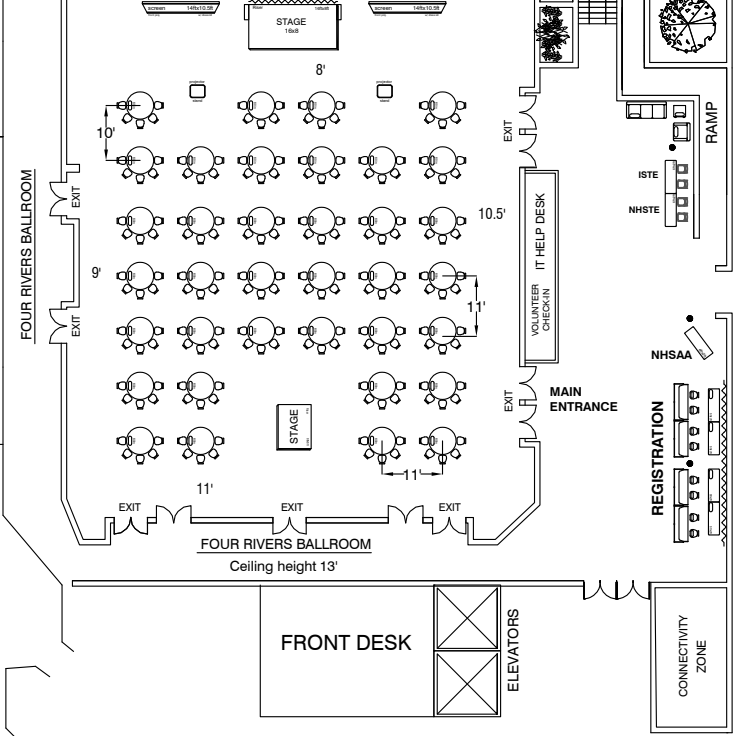 screen 14ftx10.5ft
STAGE
16x8
screen 14ftx10.5ft
8'
projector
stand
projector
stand
10'
EXIT
RAMP
ISTE
NHSTE
FOUR RIVERS BALLROOM
EXIT
EXIT
9'
10.5'
11'
IT HELP DESK
VOLUNTEER
CHECK-IN
NHSAA
EXIT
MAIN
ENTRANCE
REGISTRATION
STAGE
11'
11'
EXIT
EXIT
EXIT
FOUR RIVERS BALLROOM
Ceiling height 13'
FRONT DESK
ELEVATORS
CONNECTIVITY
ZONE